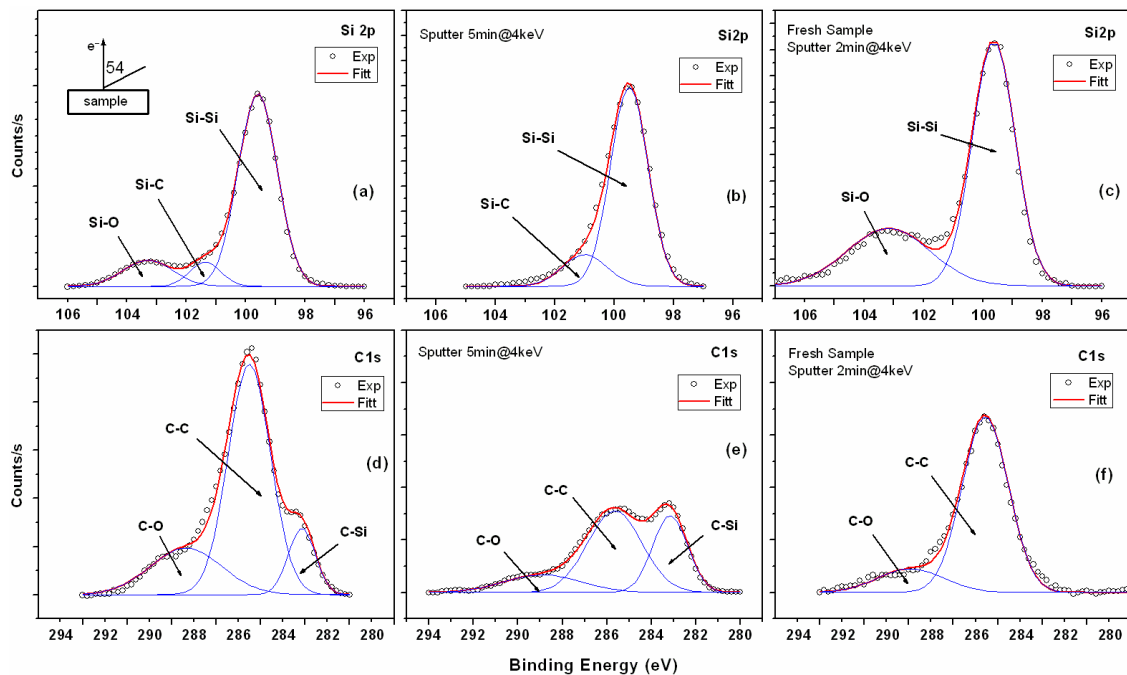 Si 2p
Exp
Fitt
e⁻
54
sample
Si-Si
Si-C
Si-O
(a)
Counts/s
106 104 102 100 98 96
Sputter 5min@4keV
Si2p
Exp
Fitt
Si-Si
Si-C
(b)
106 104 102 100 98 96
Fresh Sample
Sputter 2min@4keV
Si2p
Exp
Fitt
Si-Si
Si-O
(c)
106 104 102 100 98 96
C1s
Exp
Fitt
C-C
C-O
C-Si
(d)
Counts/s
294 292 290 288 286 284 282 280
Sputter 5min@4keV
C1s
Exp
Fitt
C-C
C-O
C-Si
(e)
294 292 290 288 286 284 282 280
Fresh Sample
Sputter 2min@4keV
C1s
Exp
Fitt
C-C
C-O
(f)
294 292 290 288 286 284 282 280
Binding Energy (eV)